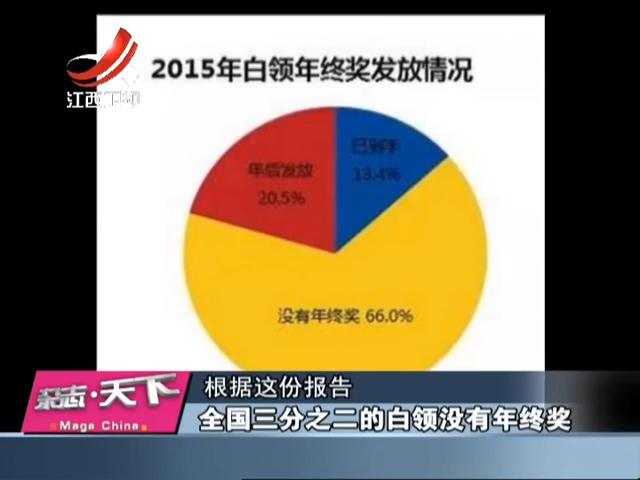 2015年白领年终奖发放情况
江西卫视
已到手
13.4%
年后发放
20.5%
没有年终奖 66.0%
杂志·天下
Maga China
根据这份报告
全国三分之二的白领没有年终奖